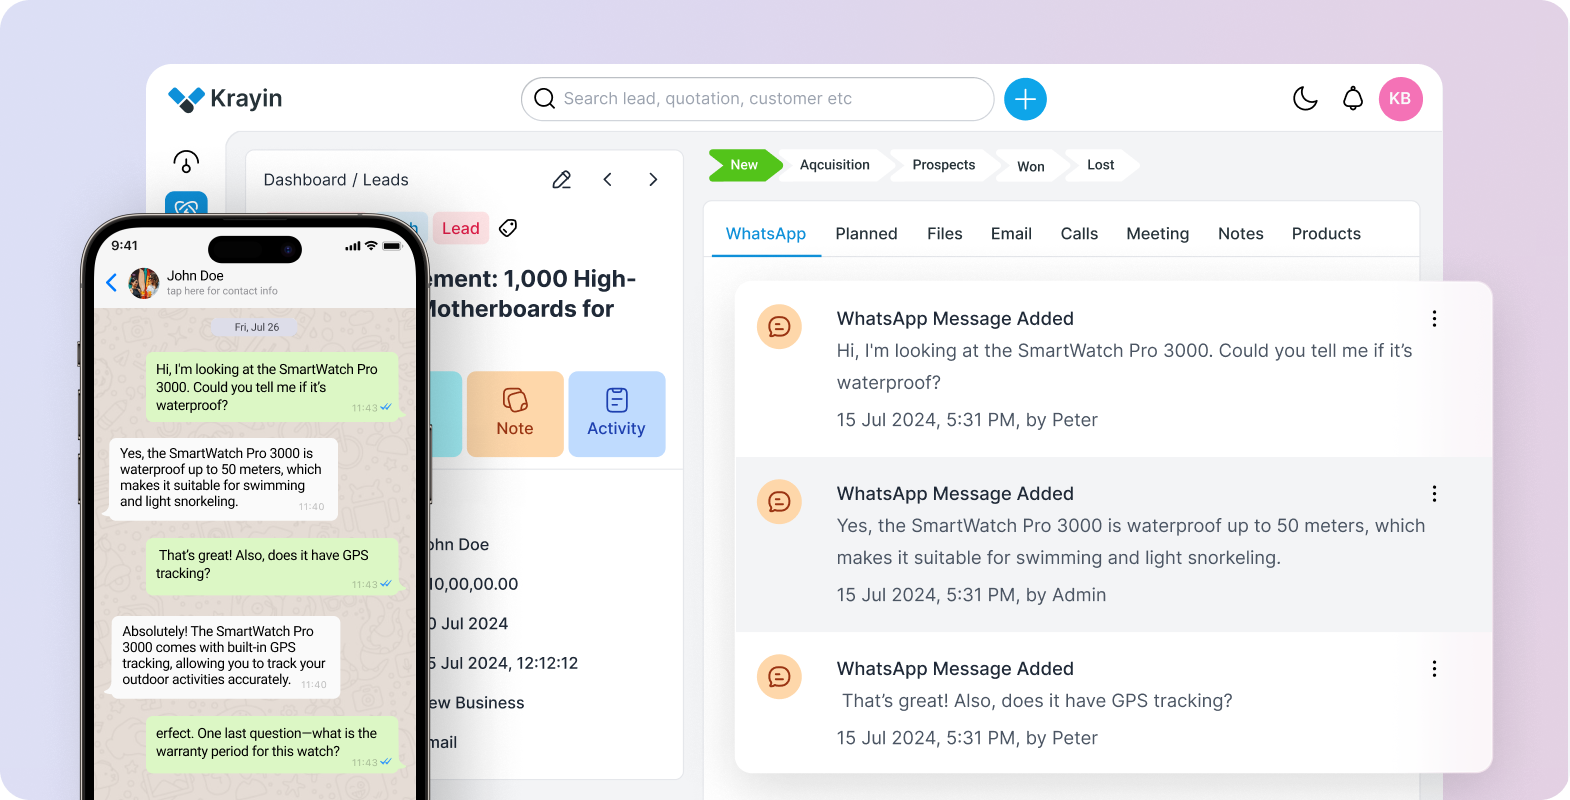 Krayin
Search lead, quotation, customer etc
KB
Dashboard / Leads
Lead
ement: 1,000 High-
Motherboards for
Note
Activity
ohn Doe
10,00,00.00
0 Jul 2024
5 Jul 2024, 12:12:12
ew Business
mail
New
Aqcuisition
Prospects
Won
Lost
WhatsApp
Planned
Files
Email
Calls
Meeting
Notes
Products
WhatsApp Message Added
Hi, I'm looking at the SmartWatch Pro 3000. Could you tell me if it’s
waterproof?
15 Jul 2024, 5:31 PM, by Peter
WhatsApp Message Added
Yes, the SmartWatch Pro 3000 is waterproof up to 50 meters, which
makes it suitable for swimming and light snorkeling.
15 Jul 2024, 5:31 PM, by Admin
WhatsApp Message Added
That’s great! Also, does it have GPS tracking?
15 Jul 2024, 5:31 PM, by Peter
9:41
John Doe
tap here for contact info
Fri, Jul 26
Hi, I'm looking at the SmartWatch Pro
3000. Could you tell me if it’s
waterproof?
11:43
Yes, the SmartWatch Pro 3000 is
waterproof up to 50 meters, which
makes it suitable for swimming
and light snorkeling.
11:40
That’s great! Also, does it have GPS
tracking?
11:43
Absolutely! The SmartWatch Pro
3000 comes with built-in GPS
tracking, allowing you to track your
outdoor activities accurately.
11:40
erfect. One last question—what is the
warranty period for this watch?
11:43